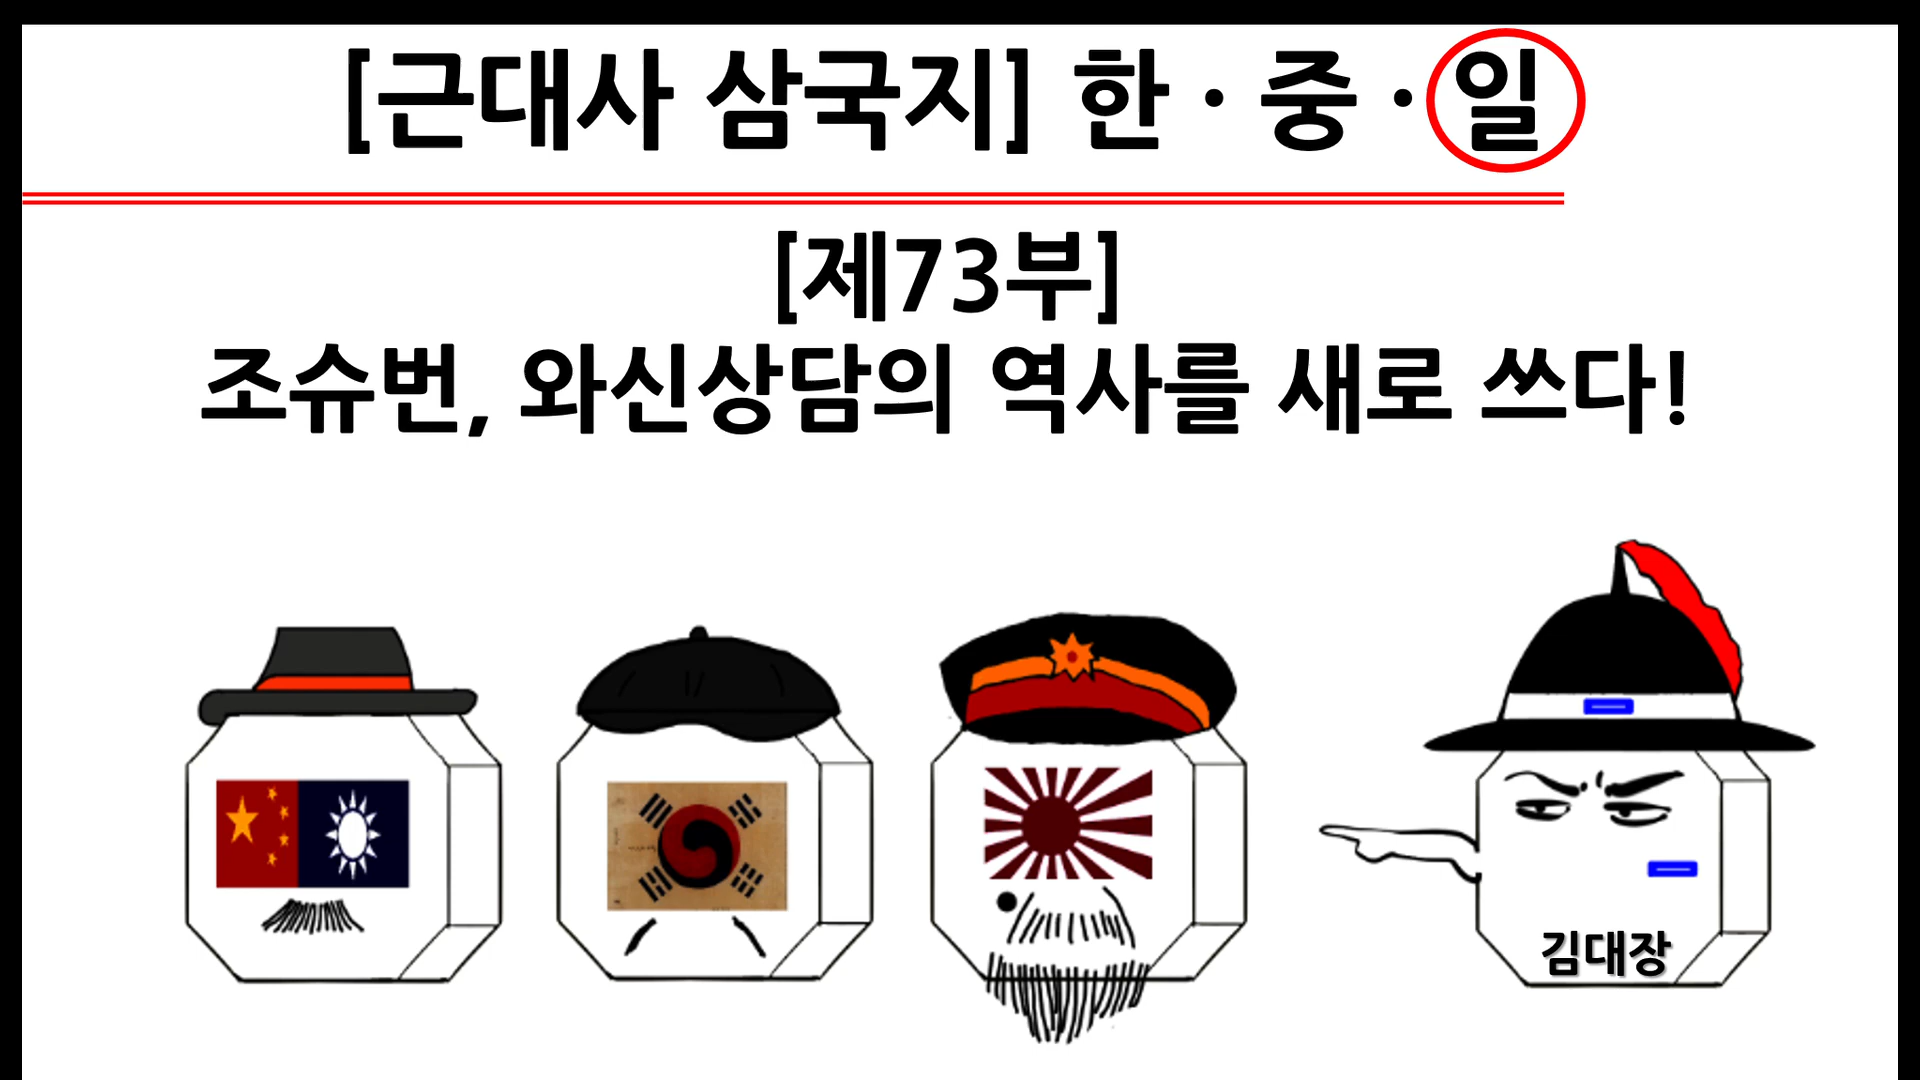 [근대사 삼국지] 한 · 중 · 일
[제73부]
조슈번, 와신상담의 역사를 새로 쓰다!
김대장